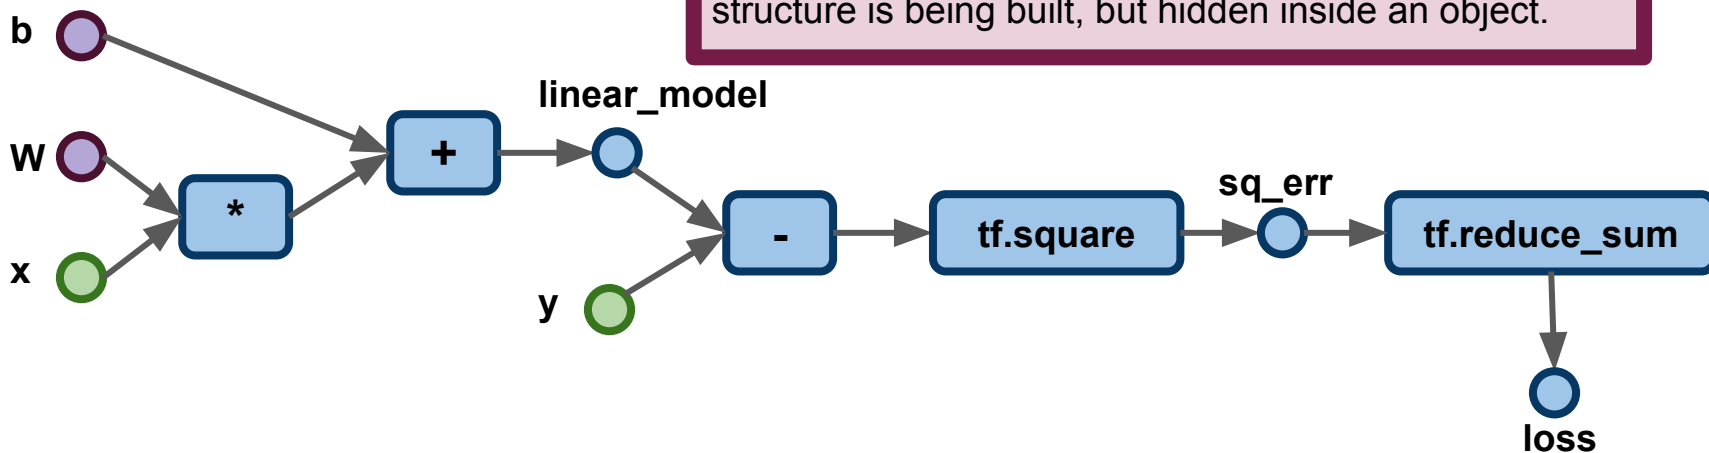 structure is being built, but hidden inside an object.
b
linear_model
W
+
*
sq_err
-
tf.square
tf.reduce_sum
x
y
loss